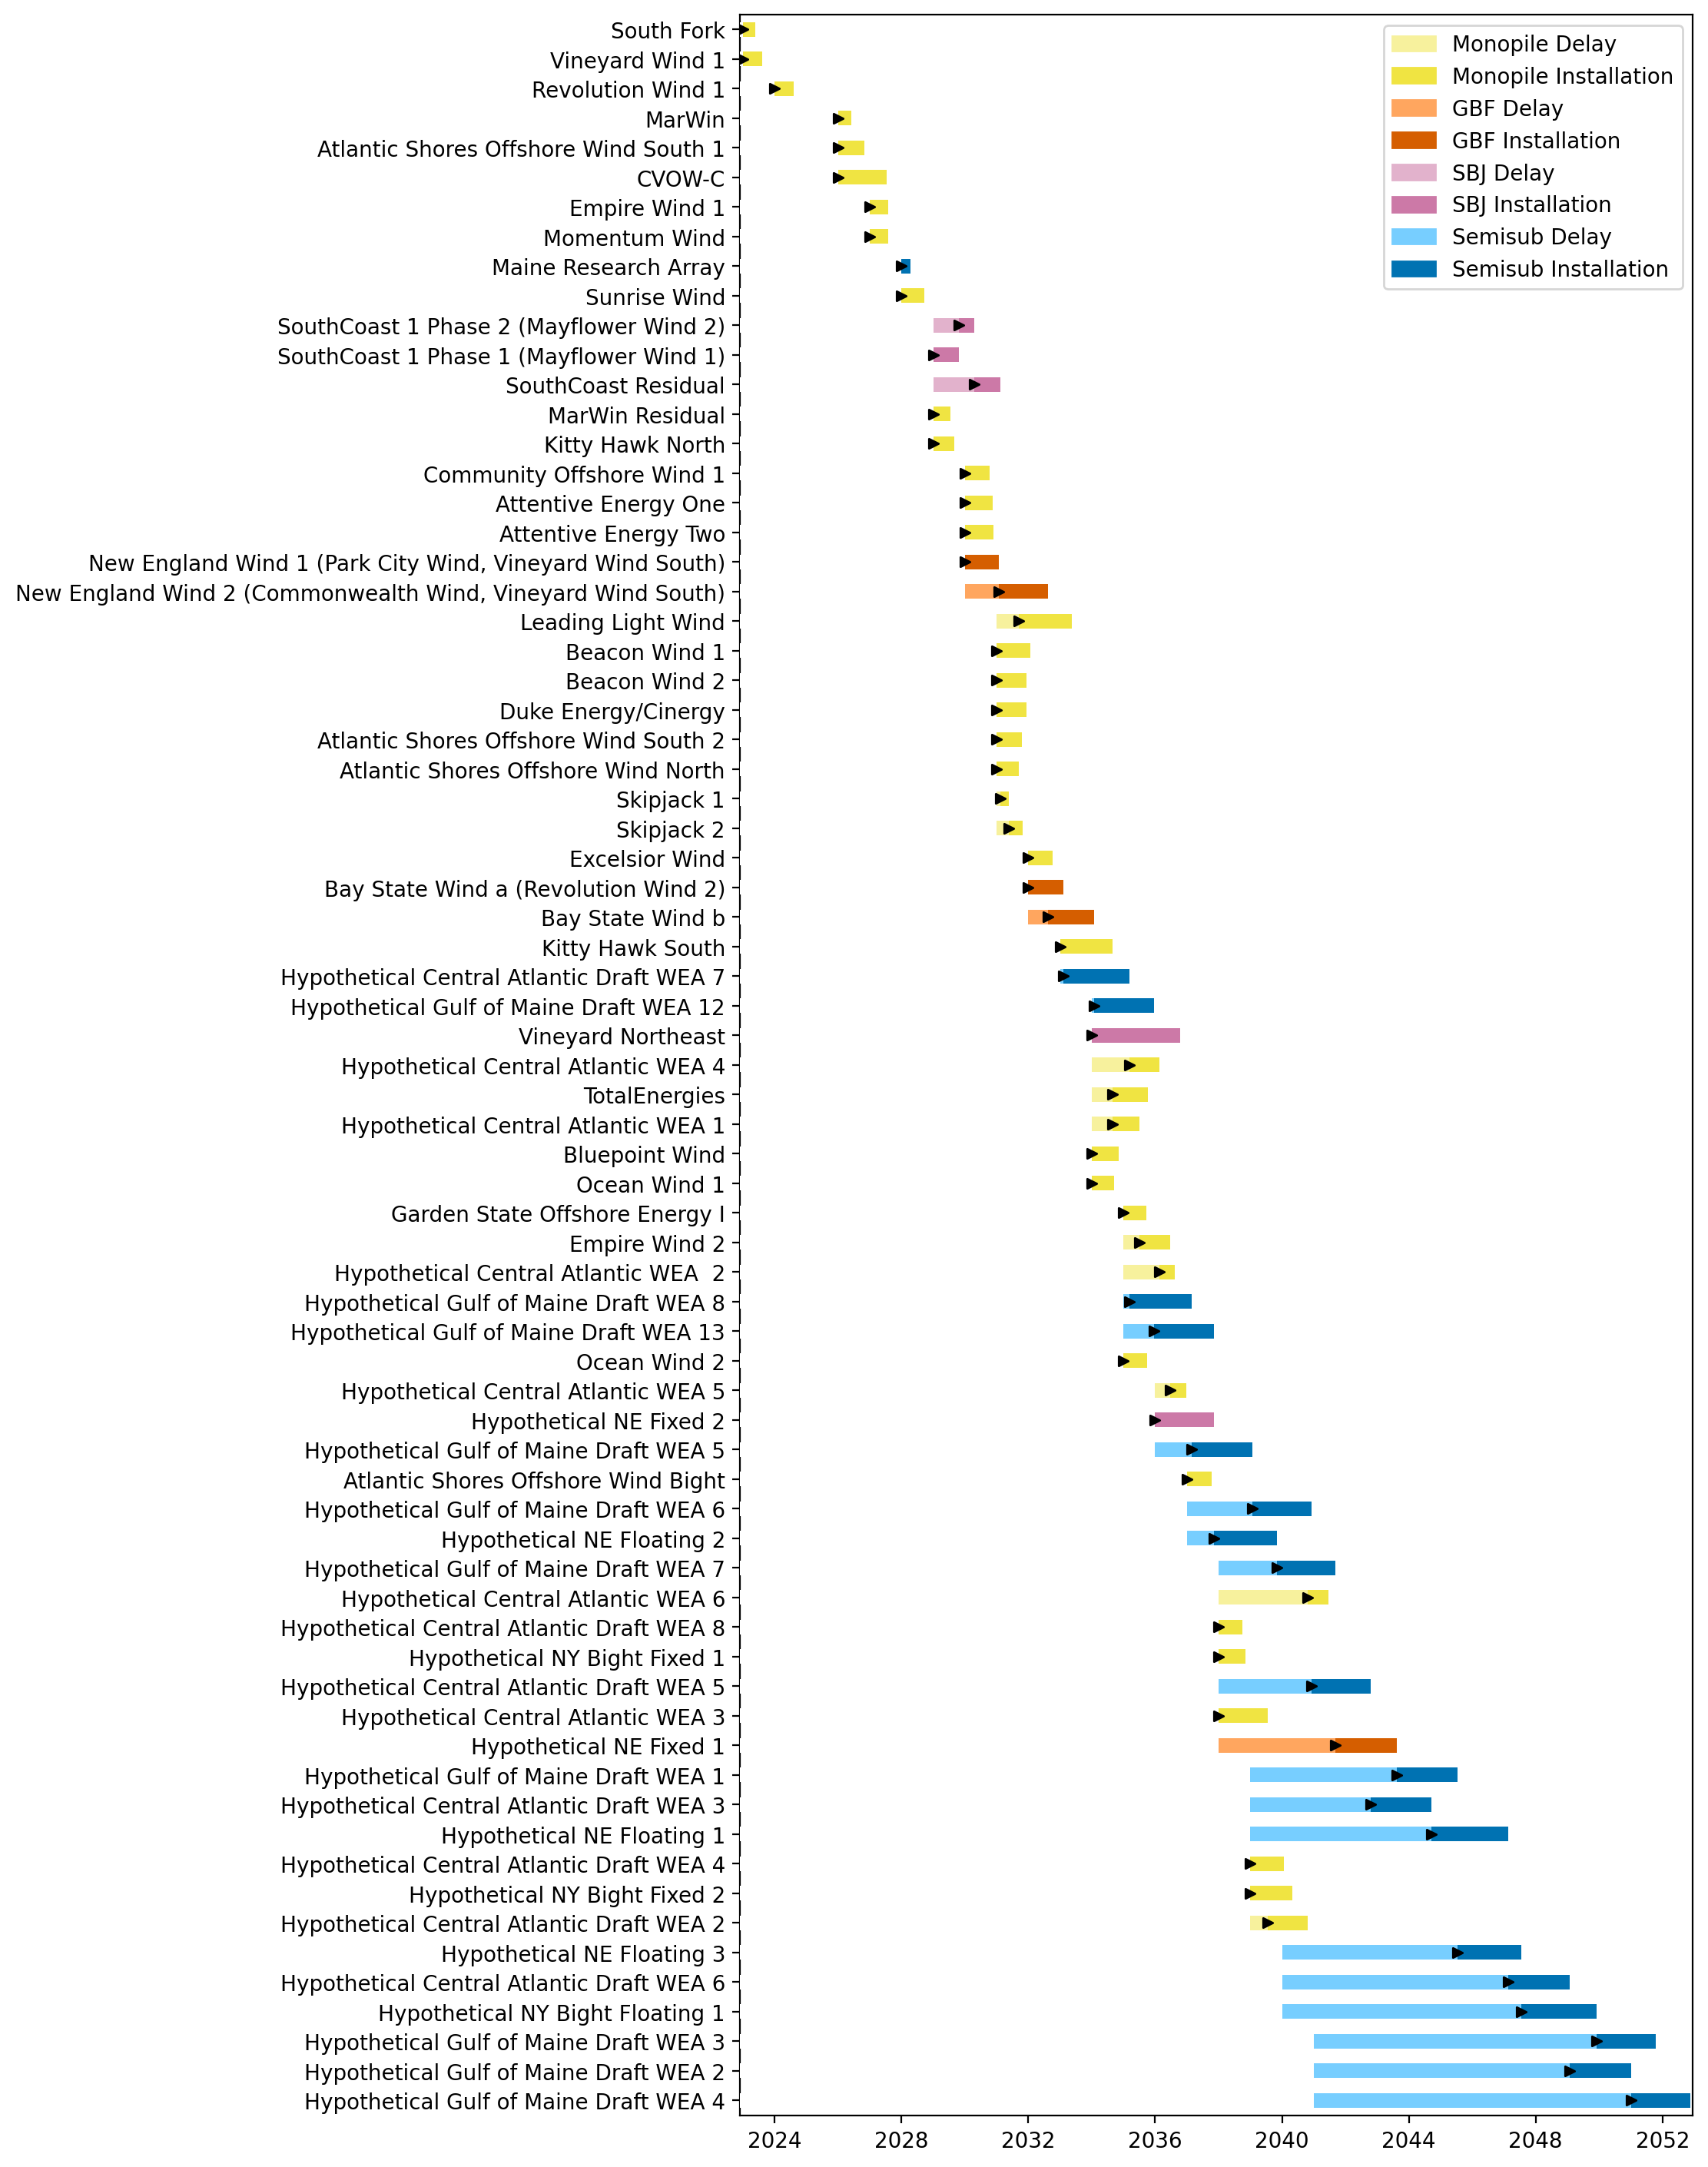 South Fork
Vineyard Wind 1
Revolution Wind 1
MarWin
Atlantic Shores Offshore Wind South 1
CVOW-C
Empire Wind 1
Momentum Wind
Maine Research Array
Sunrise Wind
SouthCoast 1 Phase 2 (Mayflower Wind 2)
SouthCoast 1 Phase 1 (Mayflower Wind 1)
SouthCoast Residual
MarWin Residual
Kitty Hawk North
Community Offshore Wind 1
Attentive Energy One
Attentive Energy Two
New England Wind 1 (Park City Wind, Vineyard Wind South)
New England Wind 2 (Commonwealth Wind, Vineyard Wind South)
Leading Light Wind
Beacon Wind 1
Beacon Wind 2
Duke Energy/Cinergy
Atlantic Shores Offshore Wind South 2
Atlantic Shores Offshore Wind North
Skipjack 1
Skipjack 2
Excelsior Wind
Bay State Wind a (Revolution Wind 2)
Bay State Wind b
Kitty Hawk South
Hypothetical Central Atlantic Draft WEA 7
Hypothetical Gulf of Maine Draft WEA 12
Vineyard Northeast
Hypothetical Central Atlantic WEA 4
TotalEnergies
Hypothetical Central Atlantic WEA 1
Bluepoint Wind
Ocean Wind 1
Garden State Offshore Energy I
Empire Wind 2
Hypothetical Central Atlantic WEA  2
Hypothetical Gulf of Maine Draft WEA 8
Hypothetical Gulf of Maine Draft WEA 13
Ocean Wind 2
Hypothetical Central Atlantic WEA 5
Hypothetical NE Fixed 2
Hypothetical Gulf of Maine Draft WEA 5
Atlantic Shores Offshore Wind Bight
Hypothetical Gulf of Maine Draft WEA 6
Hypothetical NE Floating 2
Hypothetical Gulf of Maine Draft WEA 7
Hypothetical Central Atlantic WEA 6
Hypothetical Central Atlantic Draft WEA 8
Hypothetical NY Bight Fixed 1
Hypothetical Central Atlantic Draft WEA 5
Hypothetical Central Atlantic WEA 3
Hypothetical NE Fixed 1
Hypothetical Gulf of Maine Draft WEA 1
Hypothetical Central Atlantic Draft WEA 3
Hypothetical NE Floating 1
Hypothetical Central Atlantic Draft WEA 4
Hypothetical NY Bight Fixed 2
Hypothetical Central Atlantic Draft WEA 2
Hypothetical NE Floating 3
Hypothetical Central Atlantic Draft WEA 6
Hypothetical NY Bight Floating 1
Hypothetical Gulf of Maine Draft WEA 3
Hypothetical Gulf of Maine Draft WEA 2
Hypothetical Gulf of Maine Draft WEA 4
Monopile Delay
Monopile Installation
GBF Delay
GBF Installation
SBJ Delay
SBJ Installation
Semisub Delay
Semisub Installation
2024 2028 2032 2036 2040 2044 2048 2052